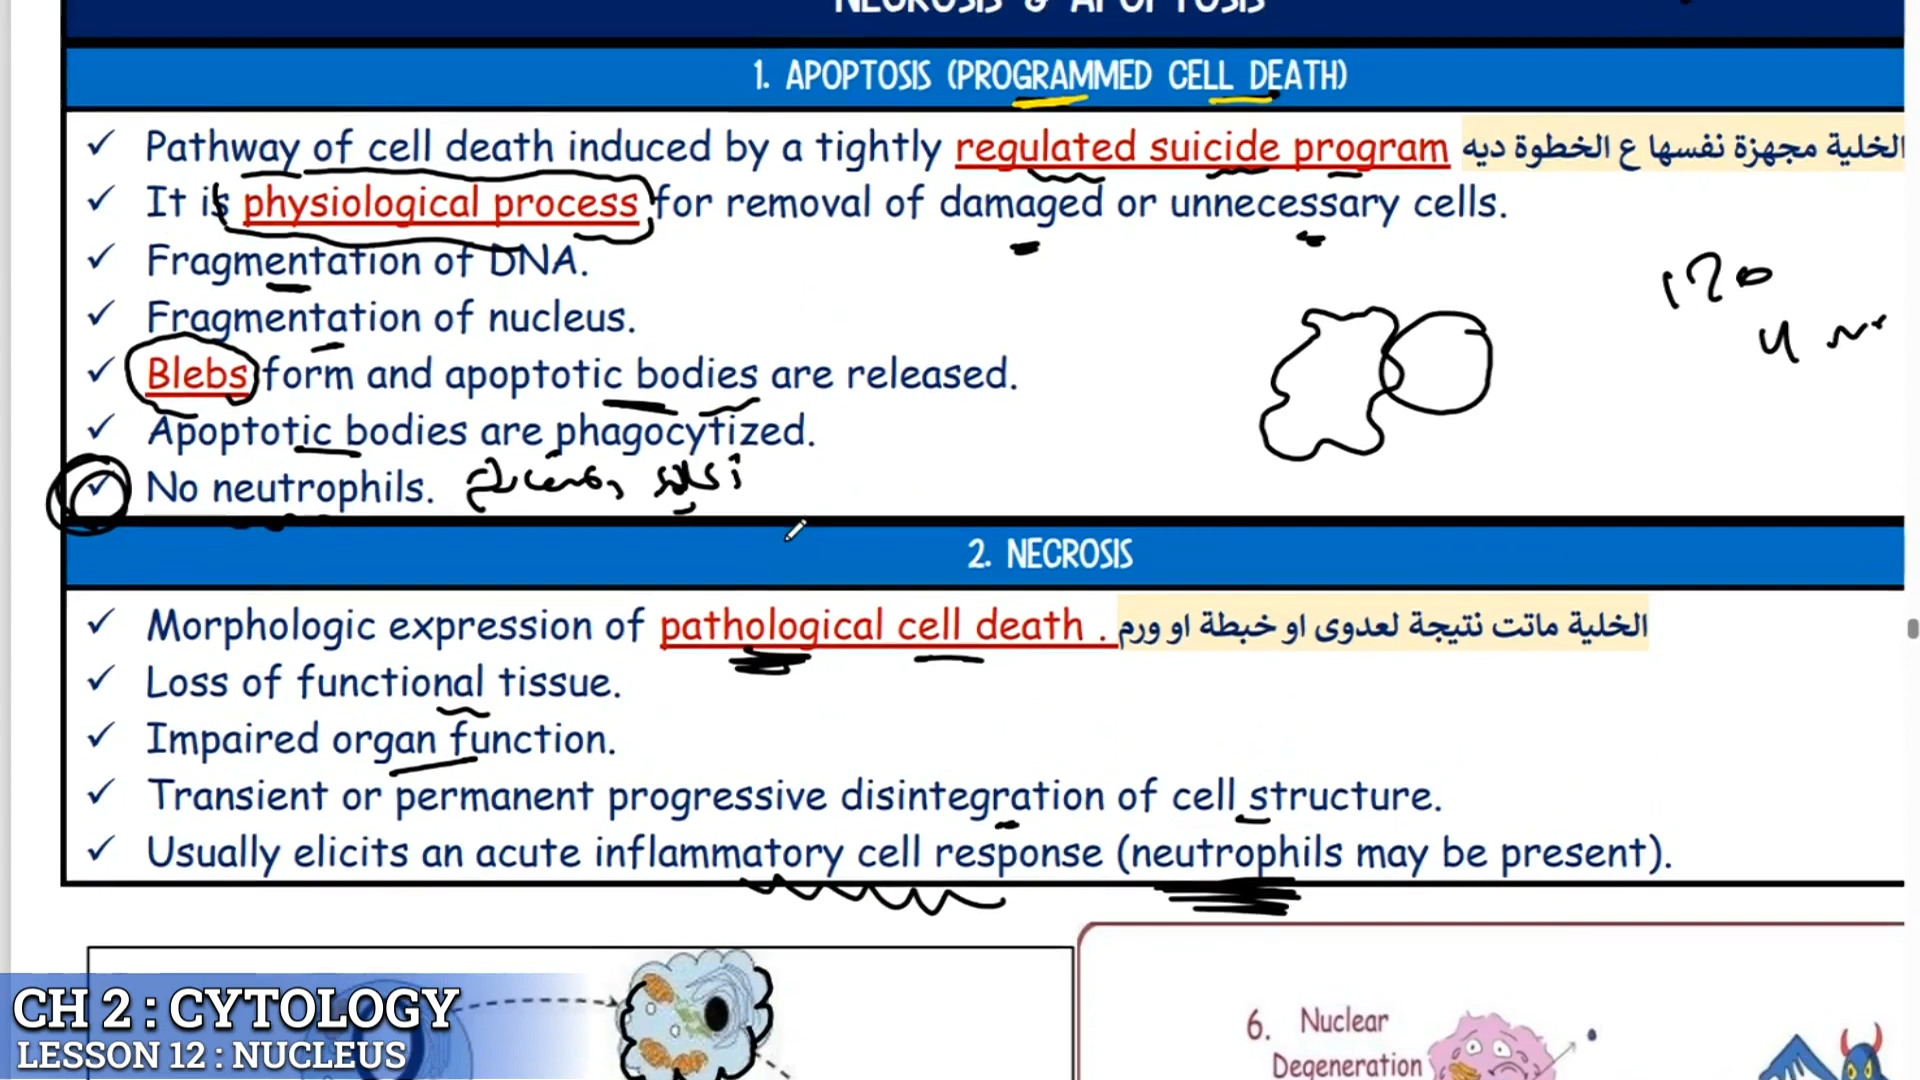 NECROSIS & APOPTOSIS
1. APOPTOSIS (PROGRAMMED CELL DEATH)
✓ Pathway of cell death induced by a tightly regulated suicide program الخلية مجهزة نفسها ع الخطوة ديه
✓ It is physiological process for removal of damaged or unnecessary cells.
✓ Fragmentation of DNA.
✓ Fragmentation of nucleus.
✓ Blebs form and apoptotic bodies are released.
✓ Apoptotic bodies are phagocytized.
✓ No neutrophils.
2. NECROSIS
✓ Morphologic expression of pathological cell death . الخلية ماتت نتيجة لعدوى او خبطة او ورم
✓ Loss of functional tissue.
✓ Impaired organ function.
✓ Transient or permanent progressive disintegration of cell structure.
✓ Usually elicits an acute inflammatory cell response (neutrophils may be present).
CH 2 : CYTOLOGY
LESSON 12 : NUCLEUS
6. Nuclear
Degeneration